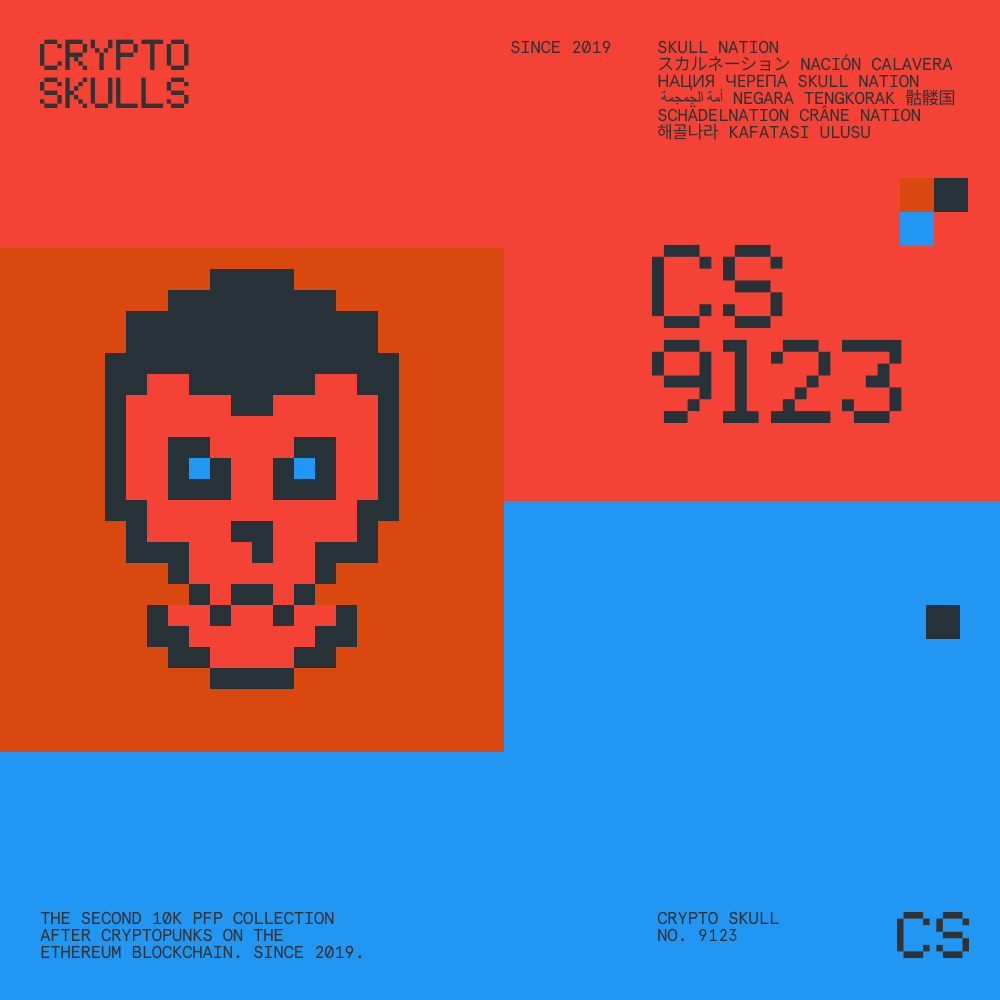 CRYPTO
SKULLS
SINCE 2019
SKULL NATION
スカルネーション NACIÓN CALAVERA
НАЦИЯ ЧЕРЕПА SKULL NATION
أمة الجمجمة NEGARA TENGKORAK 骷髅国
SCHÄDELNATION CRÂNE NATION
해골나라 KAFATASI ULUSU
CS
9123
THE SECOND 10K PFP COLLECTION
AFTER CRYPTOPUNKS ON THE
ETHEREUM BLOCKCHAIN. SINCE 2019.
CRYPTO SKULL
NO. 9123
CS